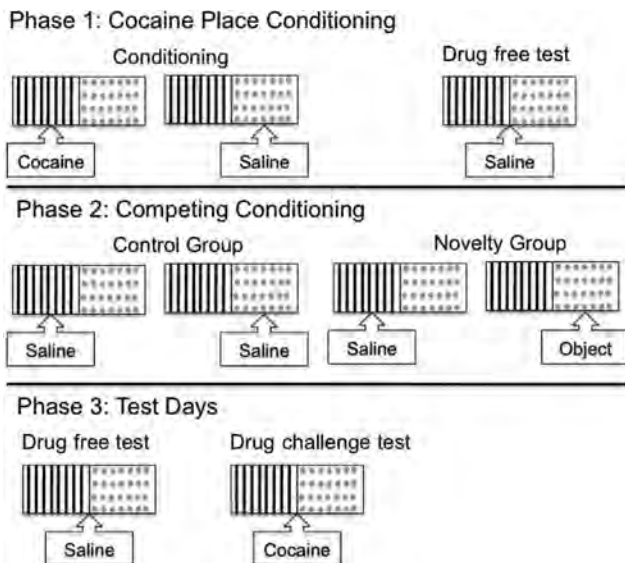 Phase 1: Cocaine Place Conditioning
Conditioning
Drug free test
Cocaine
Saline
Saline
Phase 2: Competing Conditioning
Control Group
Novelty Group
Saline
Saline
Saline
Object
Phase 3: Test Days
Drug free test
Drug challenge test
Saline
Cocaine